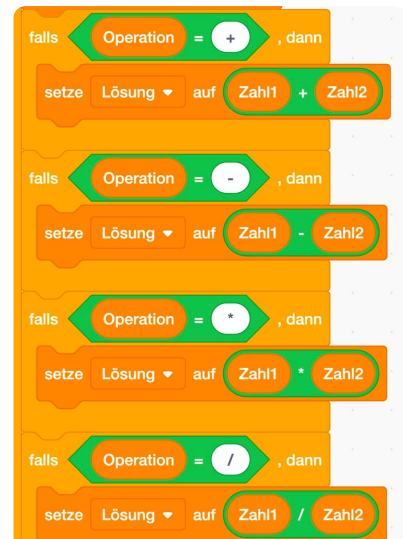 falls Operation = + , dann
setze Lösung auf Zahl1 + Zahl2
falls Operation = - , dann
setze Lösung auf Zahl1 - Zahl2
falls Operation = * , dann
setze Lösung auf Zahl1 * Zahl2
falls Operation = / , dann
setze Lösung auf Zahl1 / Zahl2